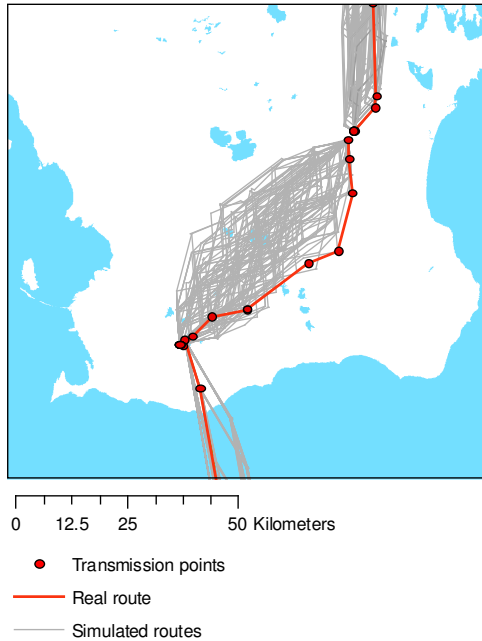 0 12.5 25 50 Kilometers
Transmission points
Real route
Simulated routes